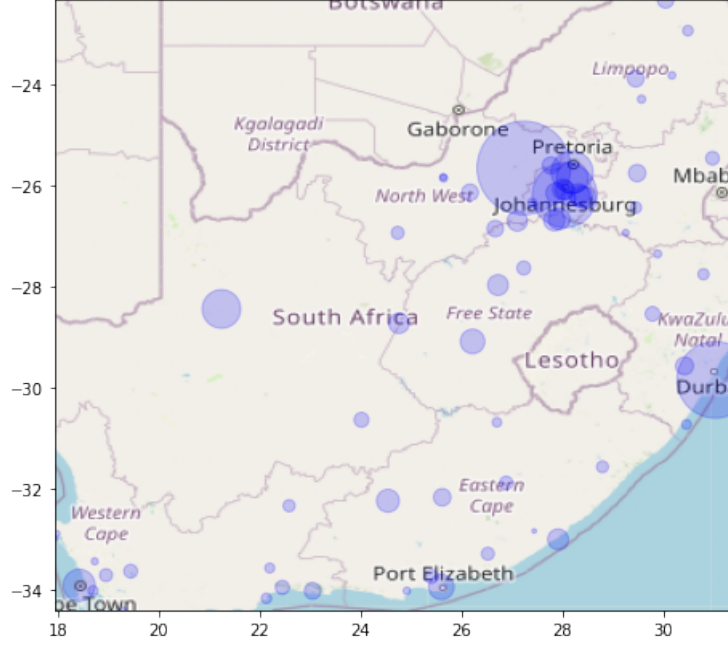 Botswana
Limpopo
Kgalagadi
District
Gaborone
Pretoria
North West
Johannesburg
Mbab
South Africa
Free State
KwaZulu
Natal
Lesotho
Durb
Eastern
Cape
Western
Cape
Port Elizabeth
pe Town
−24
−26
−28
−30
−32
−34
18
20
22
24
26
28
30